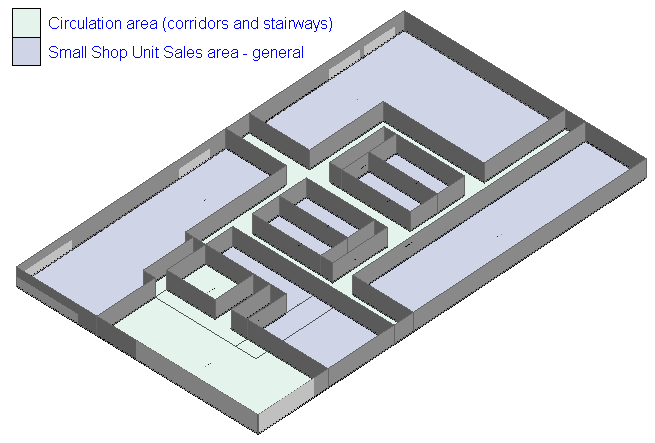 Circulation area (corridors and stairways)
Small Shop Unit Sales area - general